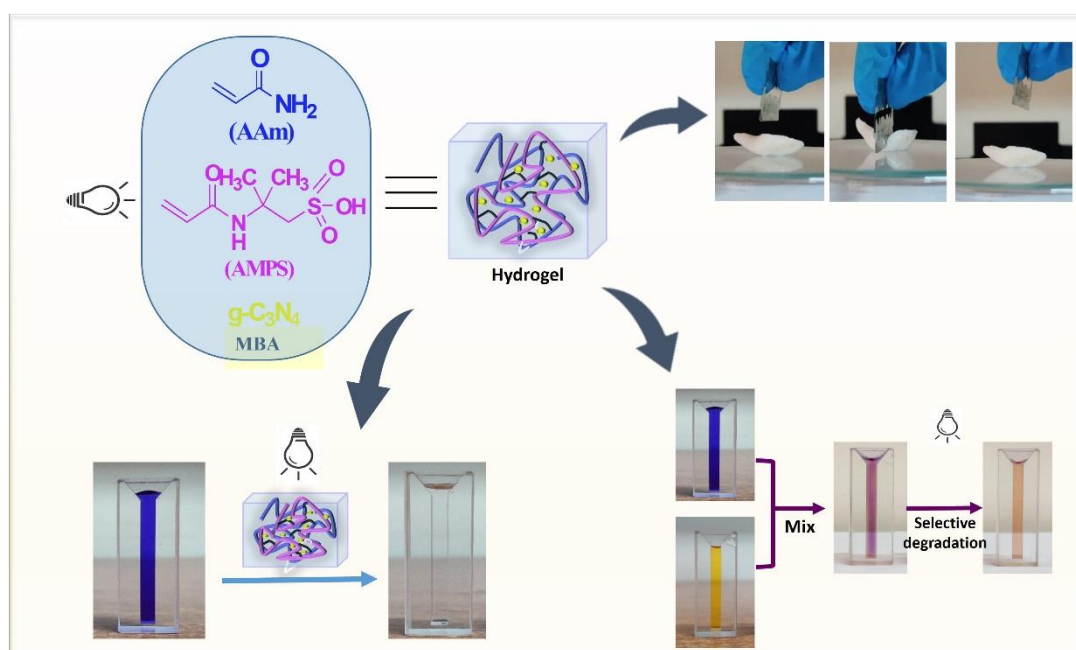 O
NH₂
(AAm)
O
H₃C
CH₃
O
S
OH
N
H
O
(AMPS)
g-C₃N₄
MBA
Hydrogel
Mix
Selective
degradation